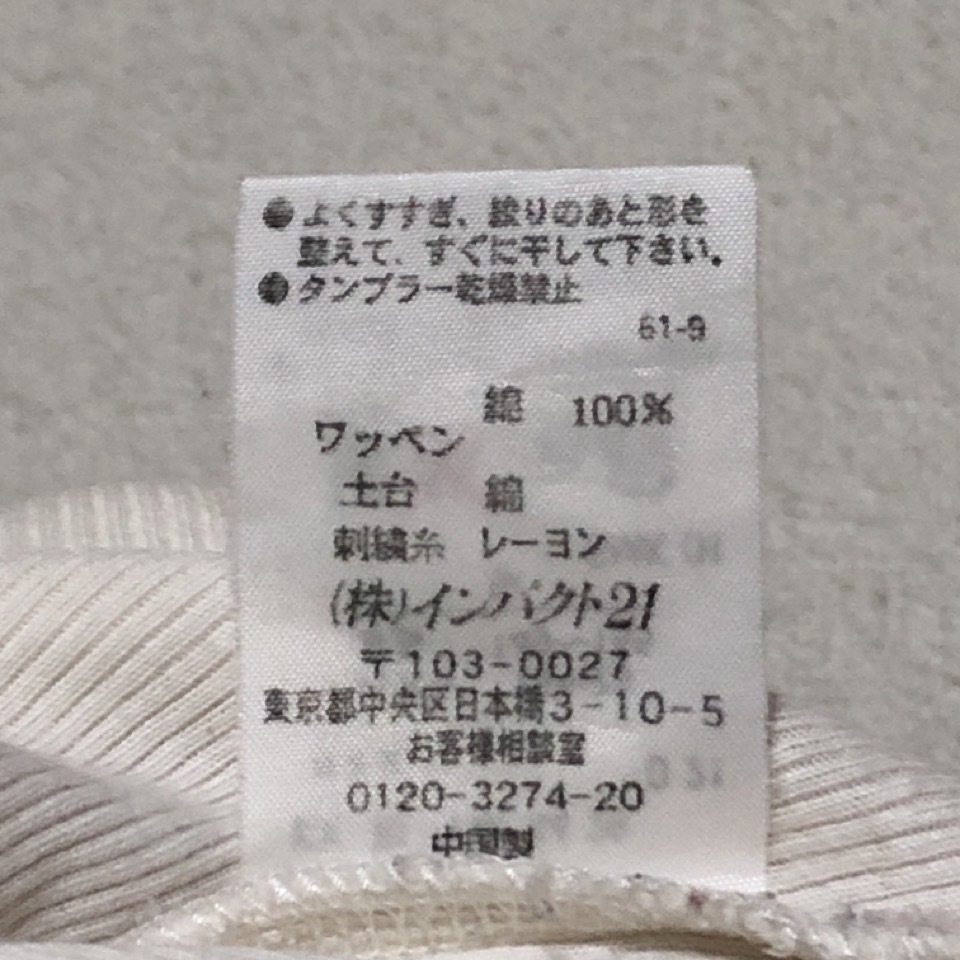 ●よくすすぎ、絞りのあと形を
整えて、すぐに干して下さい。
●タンブラー乾燥禁止
61-9
綿 100%
ワッペン
土台 綿
刺繍糸 レーヨン
(株)インパクト21
〒103-0027
東京都中央区日本橋3-10-5
お客様相談室
0120-3274-20
中国製